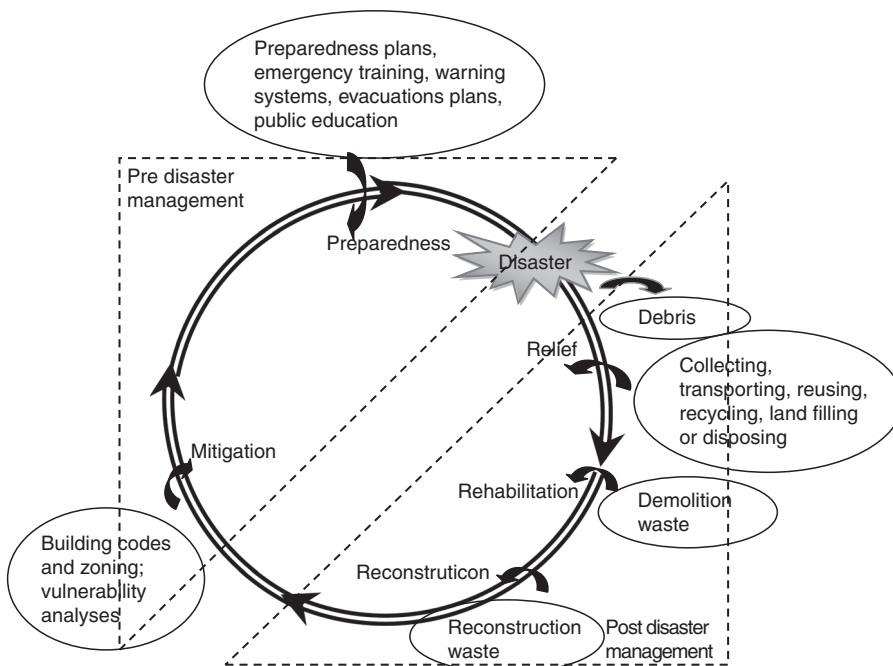 Preparedness plans,
emergency training, warning
systems, evacuations plans,
public education
Pre disaster
management
Preparedness
Disaster
Debris
Relief
Collecting,
transporting, reusing,
recycling, land filling
or disposing
Mitigation
Rehabilitation
Demolition
waste
Building codes
and zoning;
vulnerability
analyses
Reconstruticon
Reconstruction
waste
Post disaster
management